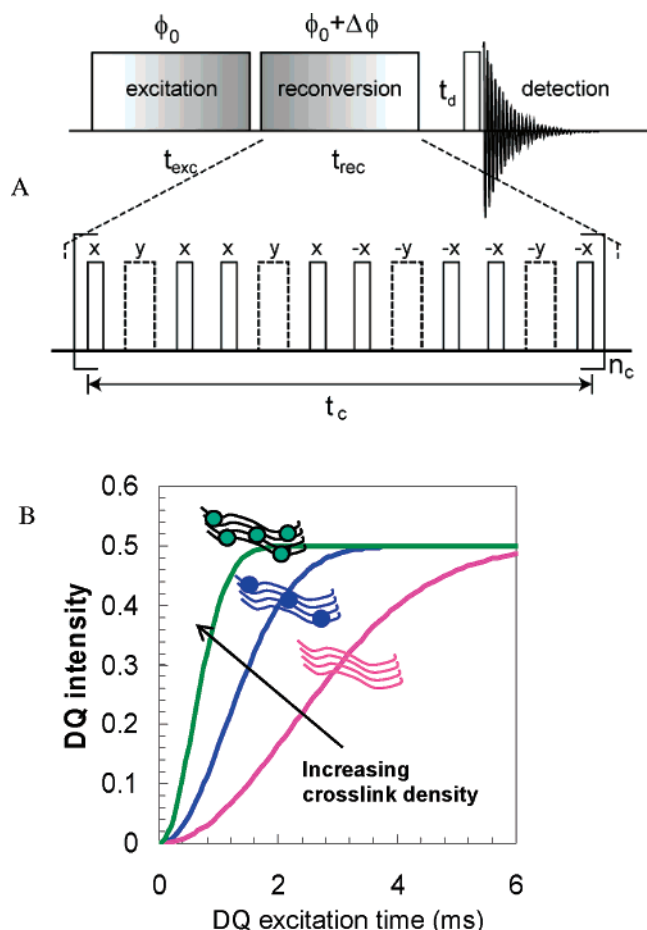 ϕ0 ϕ0+Δϕ
excitation reconversion td detection
texc trec
A
x y x x y x -x -y -x -x -y -x
nc
tc
B
0.6
0.5
0.4
0.3
0.2
0.1
0
DQ intensity
Increasing
crosslink density
0 2 4 6
DQ excitation time (ms)